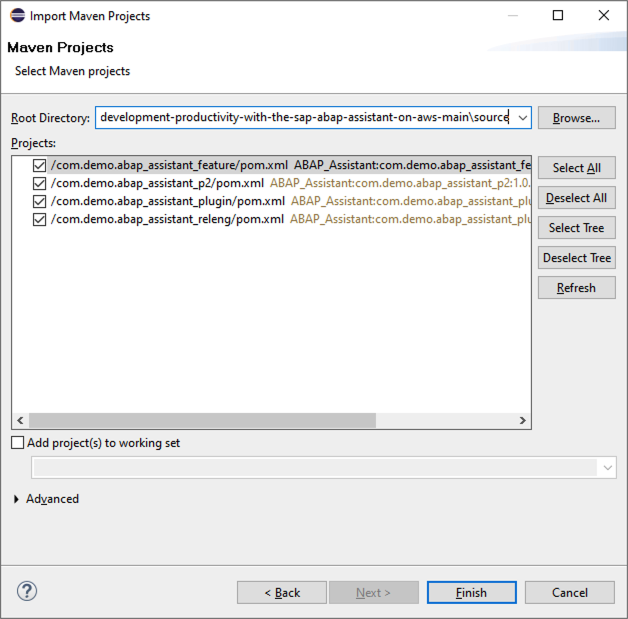 Import Maven Projects
Maven Projects
Select Maven projects
Root Directory: development-productivity-with-the-sap-abap-assistant-on-aws-main\source Browse...
Projects:
/com.demo.abap_assistant_feature/pom.xml ABAP_Assistant:com.demo.abap_assistant_fe Select All
/com.demo.abap_assistant_p2/pom.xml ABAP_Assistant:com.demo.abap_assistant_p2:1.0. Deselect All
/com.demo.abap_assistant_plugin/pom.xml ABAP_Assistant:com.demo.abap_assistant_plu Select Tree
/com.demo.abap_assistant_releng/pom.xml ABAP_Assistant:com.demo.abap_assistant_plu
Deselect Tree
Refresh
Add project(s) to working set
Advanced
? < Back Next > Finish Cancel